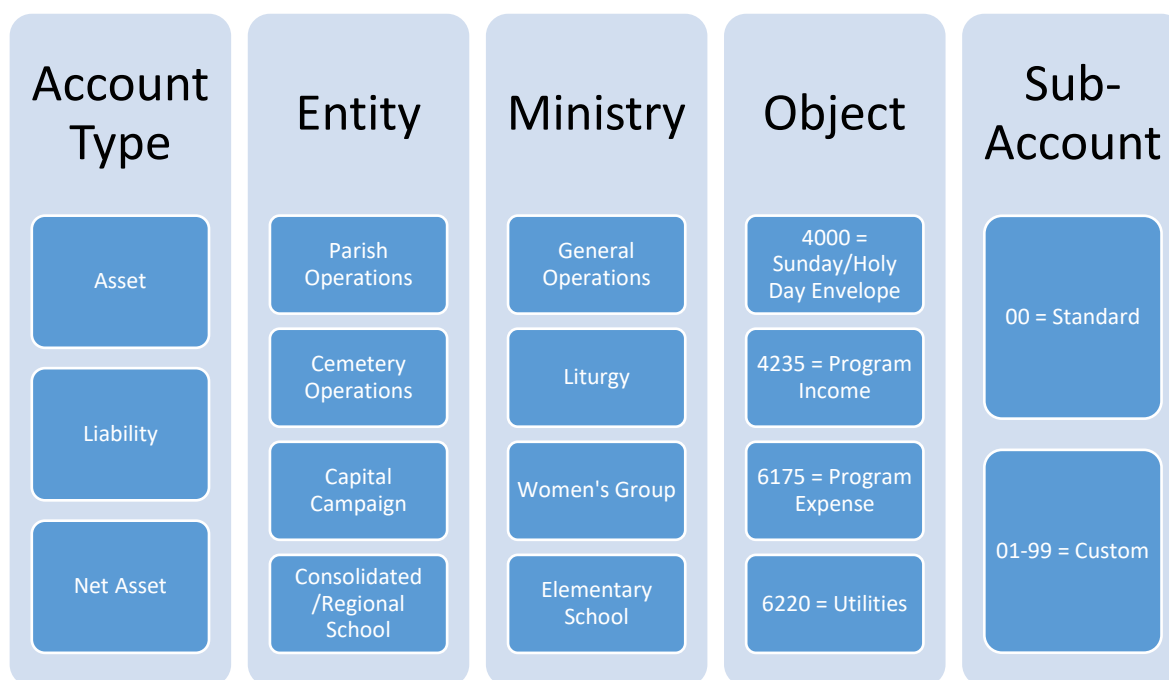 Account
Type
Asset
Liability
Net Asset
Entity
Parish
Operations
Cemetery
Operations
Capital
Campaign
Consolidated
/Regional
School
Ministry
General
Operations
Liturgy
Women's Group
Elementary
School
Object
4000 =
Sunday/Holy
Day Envelope
4235 = Program
Income
6175 = Program
Expense
6220 = Utilities
Sub-
Account
00 = Standard
01-99 = Custom